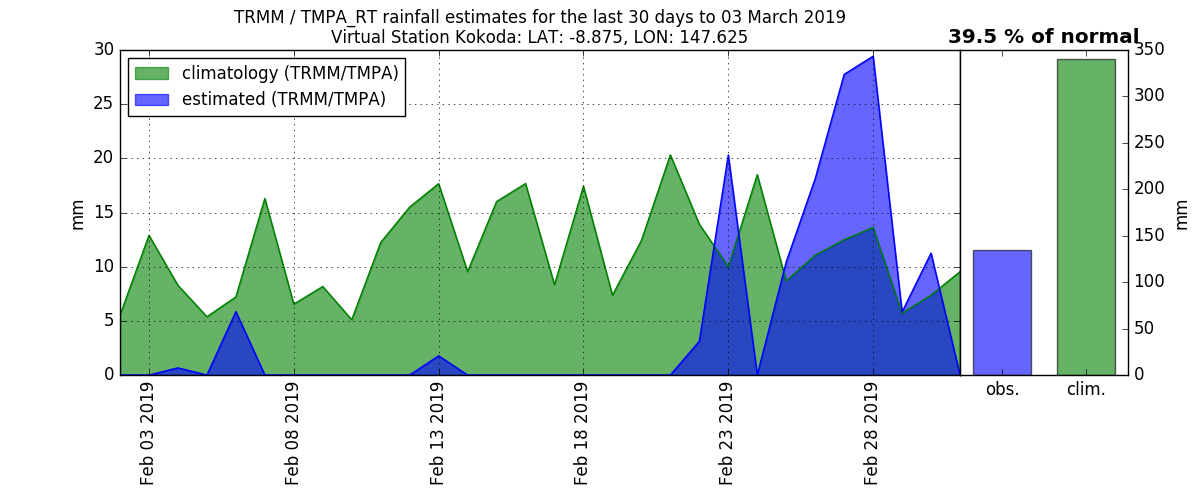 TRMM / TMPA_RT rainfall estimates for the last 30 days to 03 March 2019
Virtual Station Kokoda: LAT: -8.875, LON: 147.625
39.5 % of normal
climatology (TRMM/TMPA)
estimated (TRMM/TMPA)
mm
30
25
20
15
10
5
0
Feb 03 2019
Feb 08 2019
Feb 13 2019
Feb 18 2019
Feb 23 2019
Feb 28 2019
obs.
clim.
350
300
250
200
150
100
50
0
mm